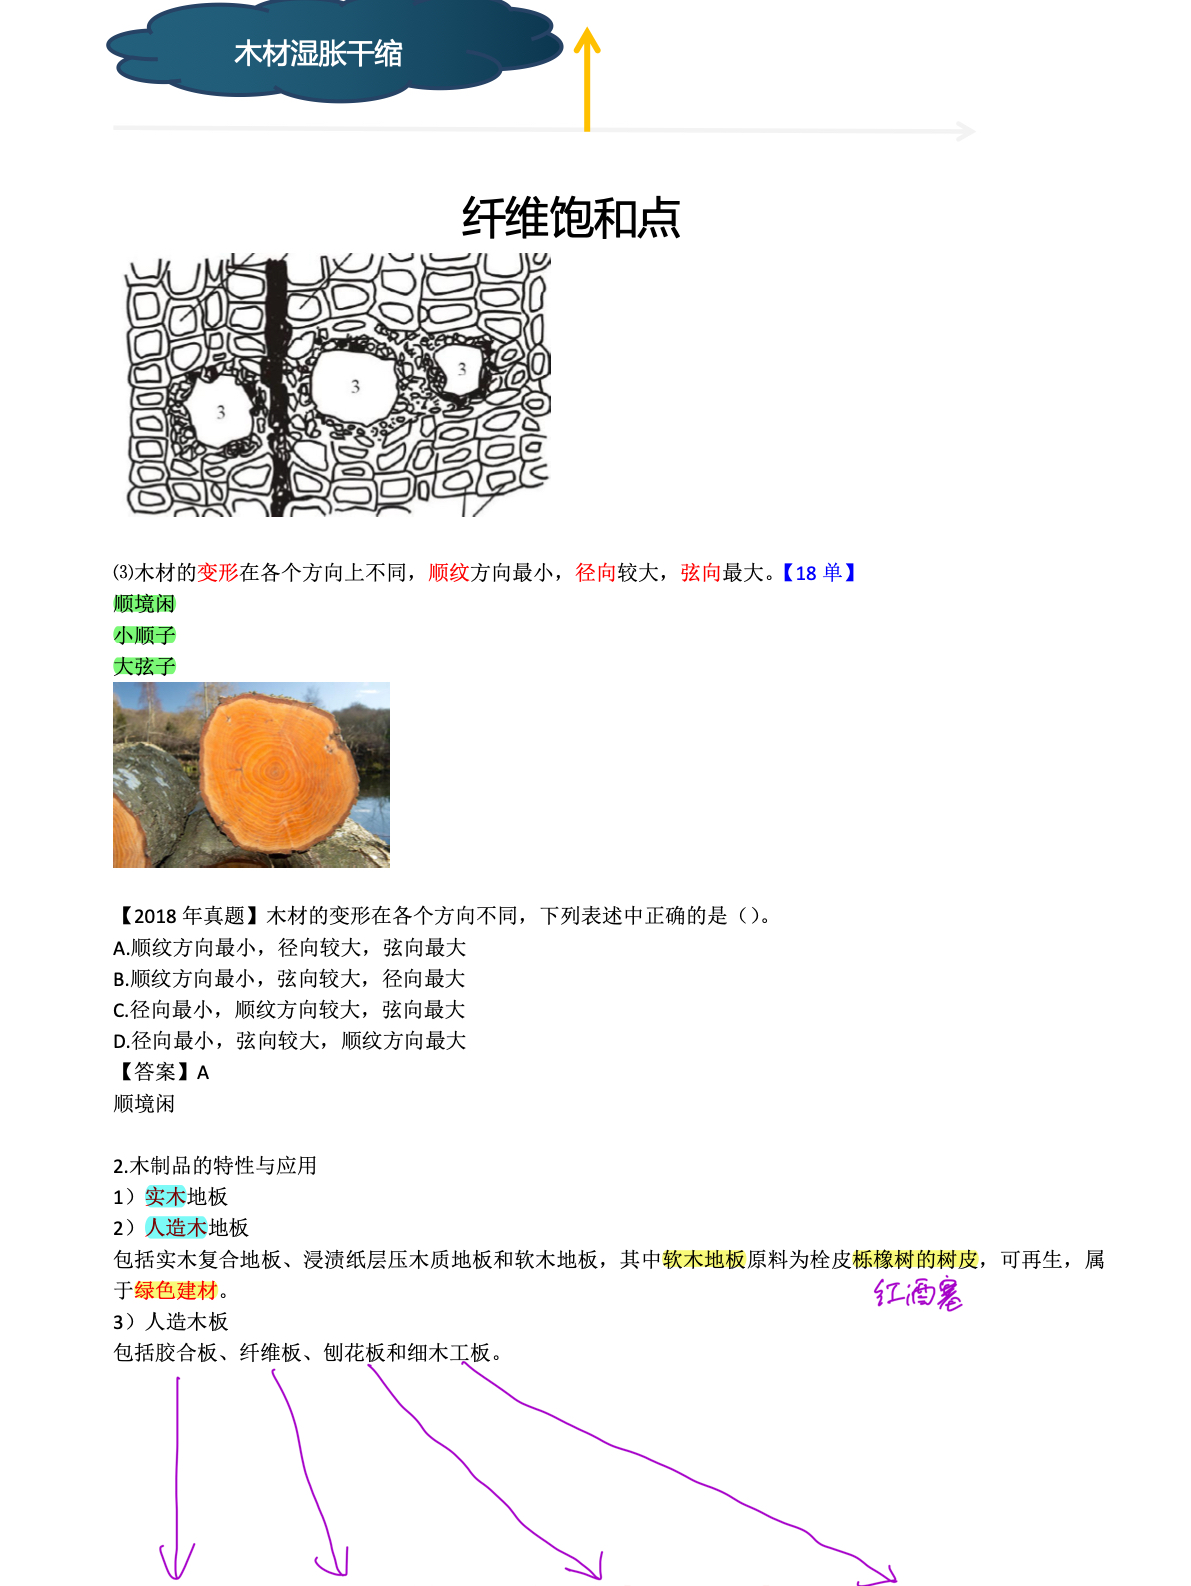 木材湿胀干缩
纤维饱和点
3
3
3
⑶木材的变形在各个方向上不同，顺纹方向最小，径向较大，弦向最大。【18 单】
顺境闲
小顺子
大弦子
【2018 年真题】木材的变形在各个方向不同，下列表述中正确的是（）。
A.顺纹方向最小，径向较大，弦向最大
B.顺纹方向最小，弦向较大，径向最大
C.径向最小，顺纹方向较大，弦向最大
D.径向最小，弦向较大，顺纹方向最大
【答案】A
顺境闲
2.木制品的特性与应用
1）实木地板
2）人造木地板
包括实木复合地板、浸渍纸层压木质地板和软木地板，其中软木地板原料为栓皮栎橡树的树皮，可再生，属
于绿色建材。
红酒塞
3）人造木板
包括胶合板、纤维板、刨花板和细木工板。